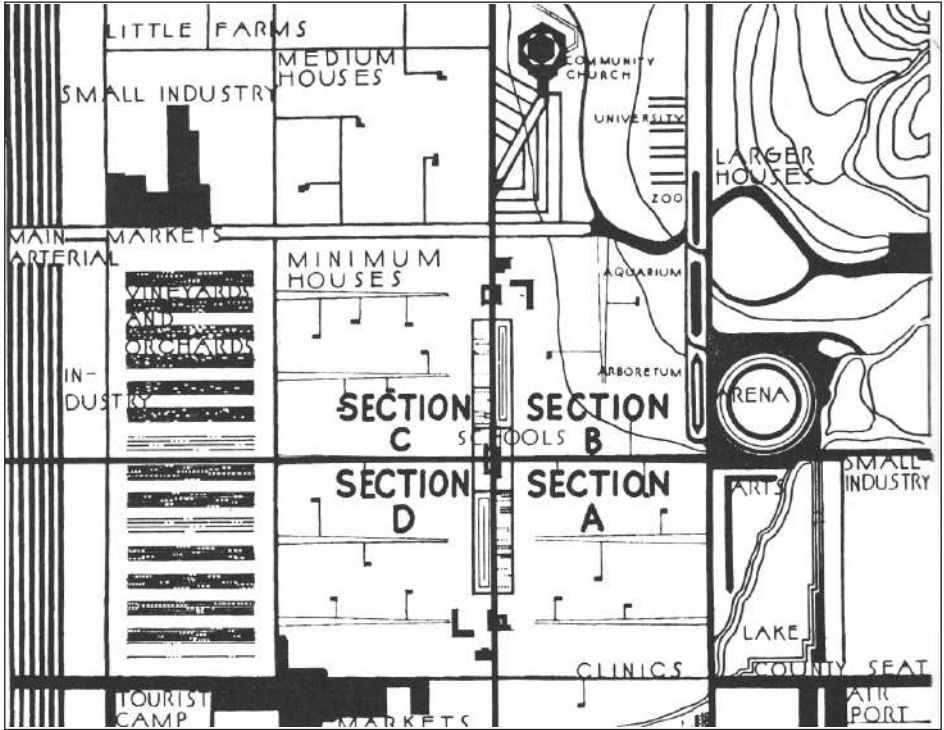 LITTLE FARMS
MEDIUM
HOUSES
COMMUNITY
CHURCH
SMALL INDUSTRY
UNIVERSITY
LARGER
HOUSES
ZOO
MAIN
ARTERIAL
MARKETS
MINIMUM
HOUSES
AQUARIUM
VINEYARDS
AND
ORCHARDS
IN-
DUSTRY
ARBORETUM
ARENA
SECTION
C
SECTION
B
SCHOOLS
SECTION
D
SECTION
A
ARTS
SMALL
INDUSTRY
LAKE
CLINICS
COUNTY SEAT
TOURIST
CAMP
MARKETS
AIR
PORT